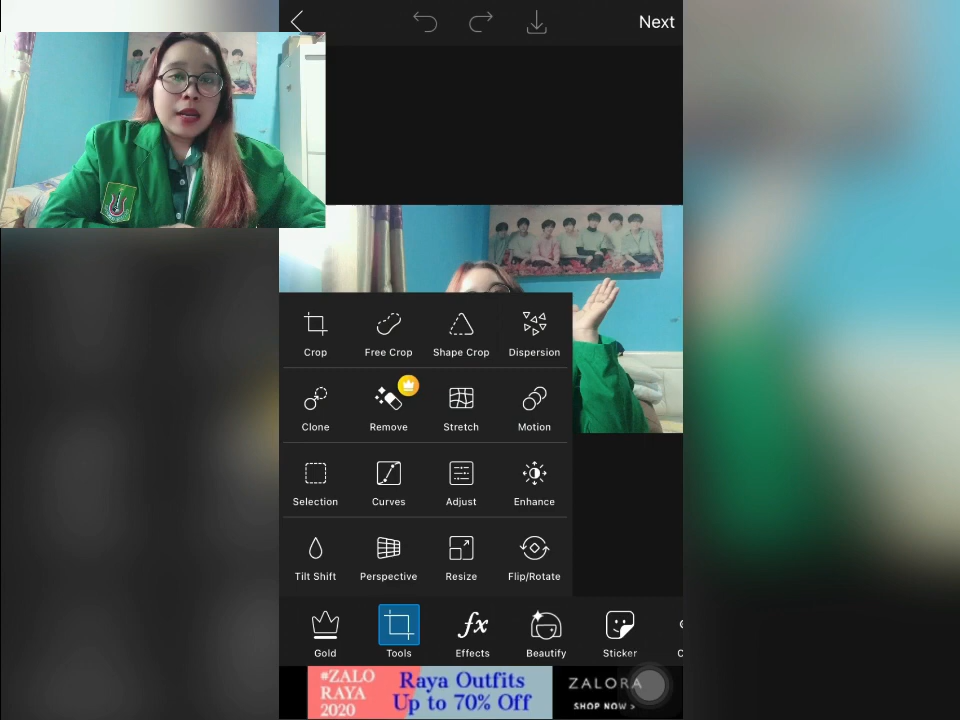 Next
Crop Free Crop Shape Crop Dispersion
Clone Remove Stretch Motion
Selection Curves Adjust Enhance
Tilt Shift Perspective Resize Flip/Rotate
Gold Tools Effects Beautify Sticker
#ZALO
RAYA
2020
Raya Outfits
Up to 70% Off
ZALORA
SHOP NOW >